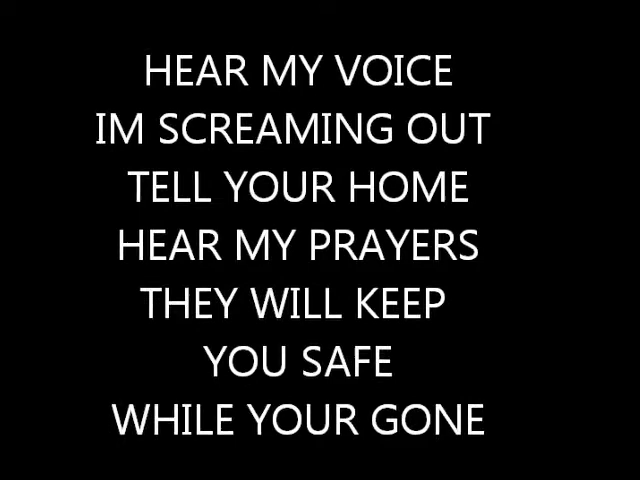 HEAR MY VOICE
IM SCREAMING OUT
TELL YOUR HOME
HEAR MY PRAYERS
THEY WILL KEEP
YOU SAFE
WHILE YOUR GONE